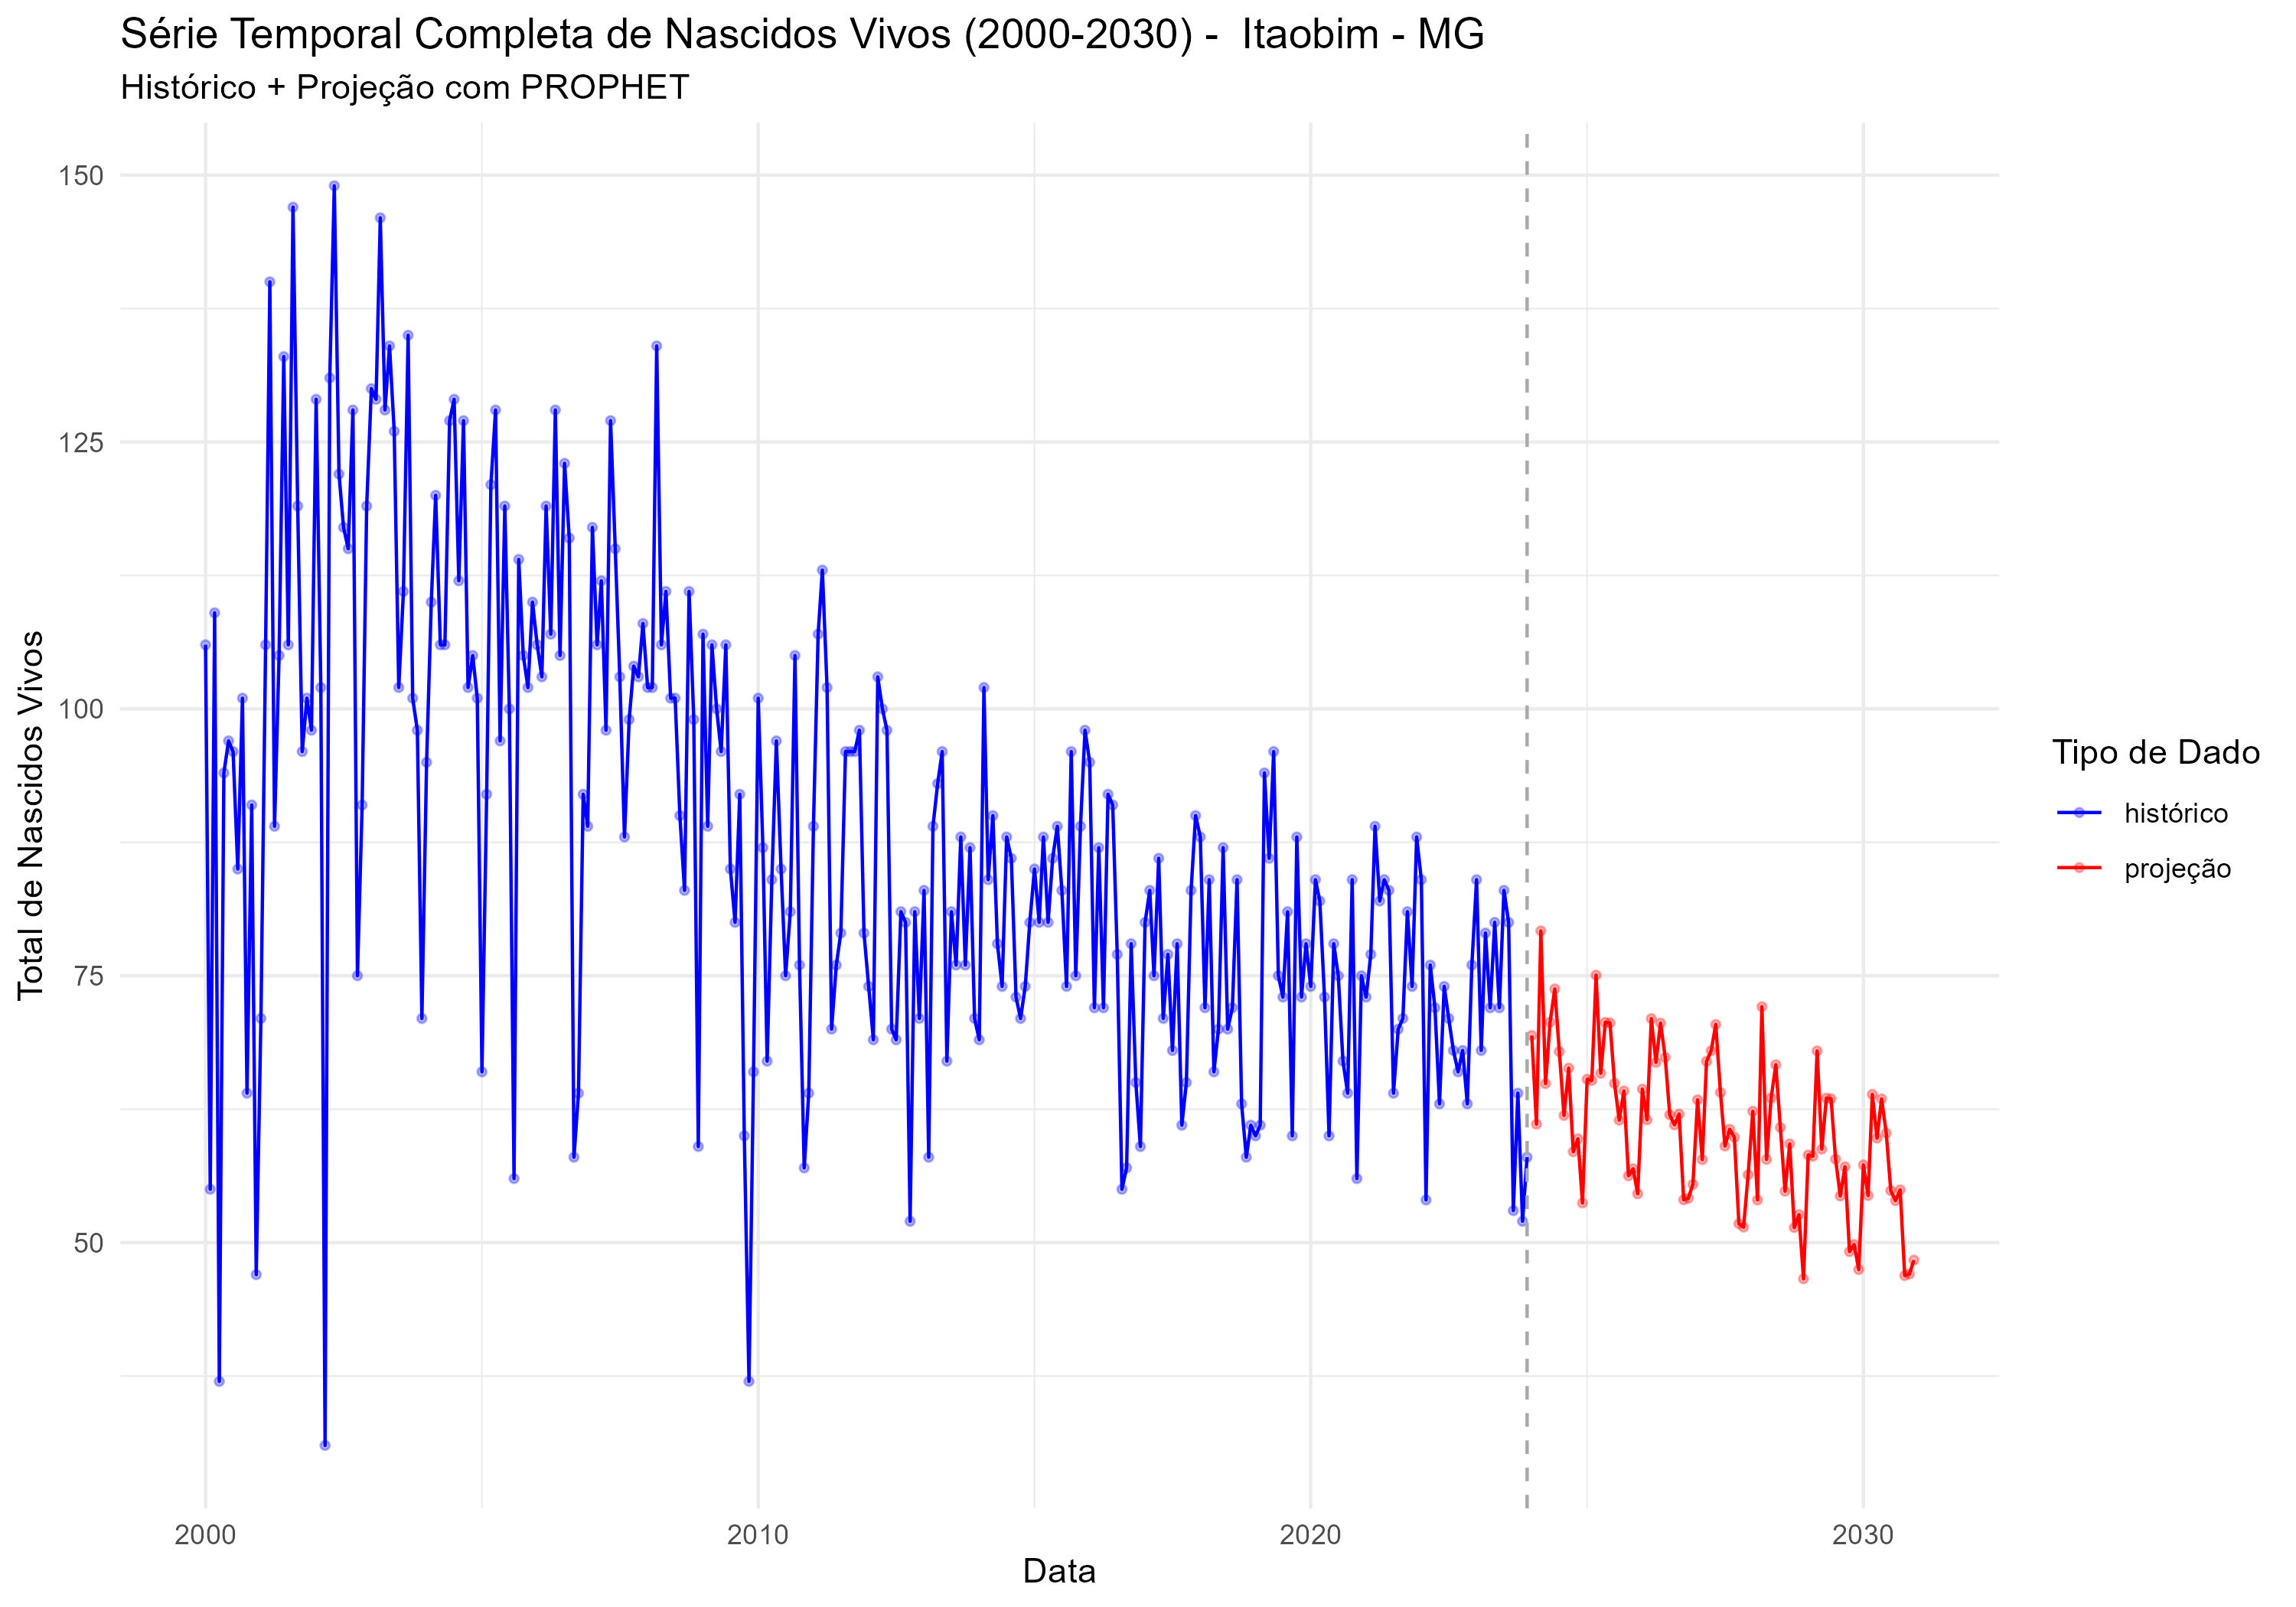 Série Temporal Completa de Nascidos Vivos (2000-2030) -  Itaobim - MG
Histórico + Projeção com PROPHET
Total de Nascidos Vivos
150
125
100
75
50
2000
2010
2020
2030
Data
Tipo de Dado
histórico
projeção